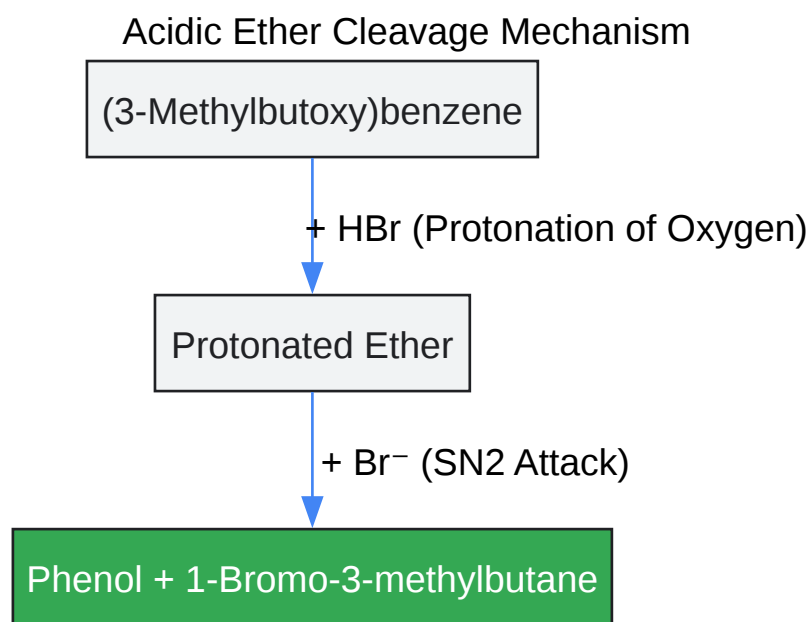 Acidic Ether Cleavage Mechanism
(3-Methylbutoxy)benzene
+ HBr (Protonation of Oxygen)
Protonated Ether
+ Br⁻ (SN2 Attack)
Phenol + 1-Bromo-3-methylbutane